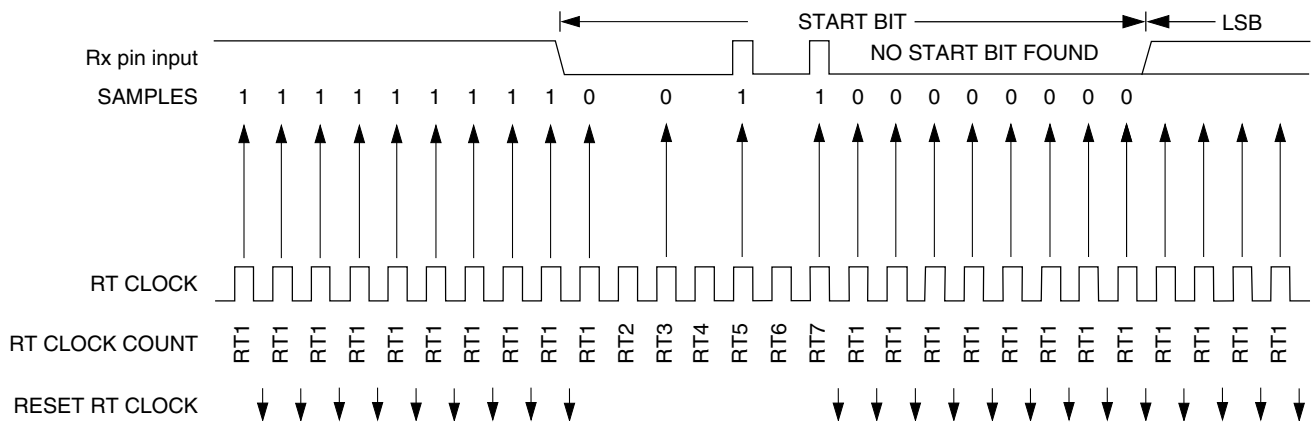 START BIT LSB
Rx pin input NO START BIT FOUND
SAMPLES 1 1 1 1 1 1 1 1 1 0 0 1 1 0 0 0 0 0 0 0 0
RT CLOCK
RT CLOCK COUNT RT1 RT1 RT1 RT1 RT1 RT1 RT1 RT1 RT1 RT1 RT2 RT3 RT4 RT5 RT6 RT7 RT1 RT1 RT1 RT1 RT1 RT1 RT1 RT1 RT1 RT1 RT1 RT1
RESET RT CLOCK